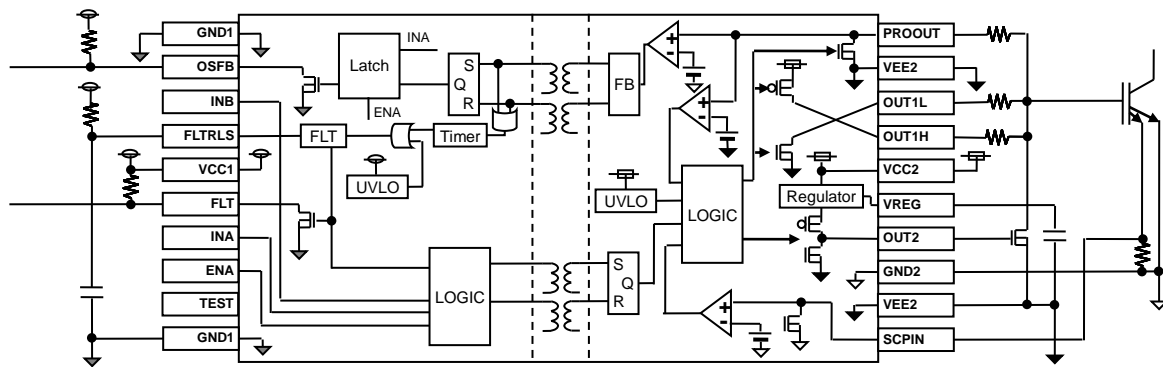 GND1
OSFB
INB
FLTRLS
VCC1
FLT
INA
ENA
TEST
GND1
Latch
INA
ENA
S
Q
R
FLT
Timer
UVLO
LOGIC
FB
UVLO
LOGIC
S
Q
R
+
-
+
-
+
-
Regulator
PROOUT
VEE2
OUT1L
OUT1H
VCC2
VREG
OUT2
GND2
VEE2
SCPIN